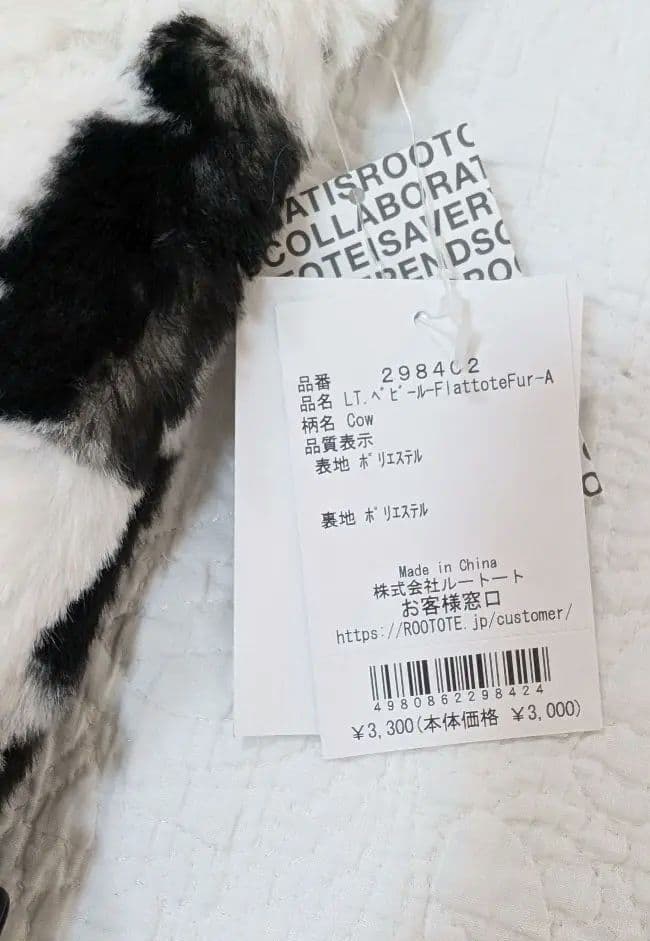 ATISROOTO
COLLABORAT
TOTEISAVER
RENDSO
ROO
品番 298402
品名 LT.ベビールーFlattoteFur-A
柄名 Cow
品質表示
表地 ポリエステル
裏地 ポリエステル
Made in China
株式会社ルートート
お客様窓口
https://ROOTOTE.jp/customer/
4980862298424
¥3,300(本体価格 ¥3,000)